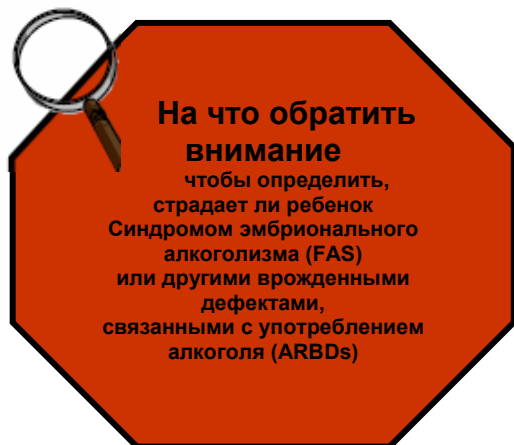 На что обратить
внимание
чтобы определить,
страдает ли ребенок
Синдромом эмбрионального
алкоголизма (FAS)
или другими врожденными
дефектами,
связанными с употреблением
алкоголя (ARBDs)